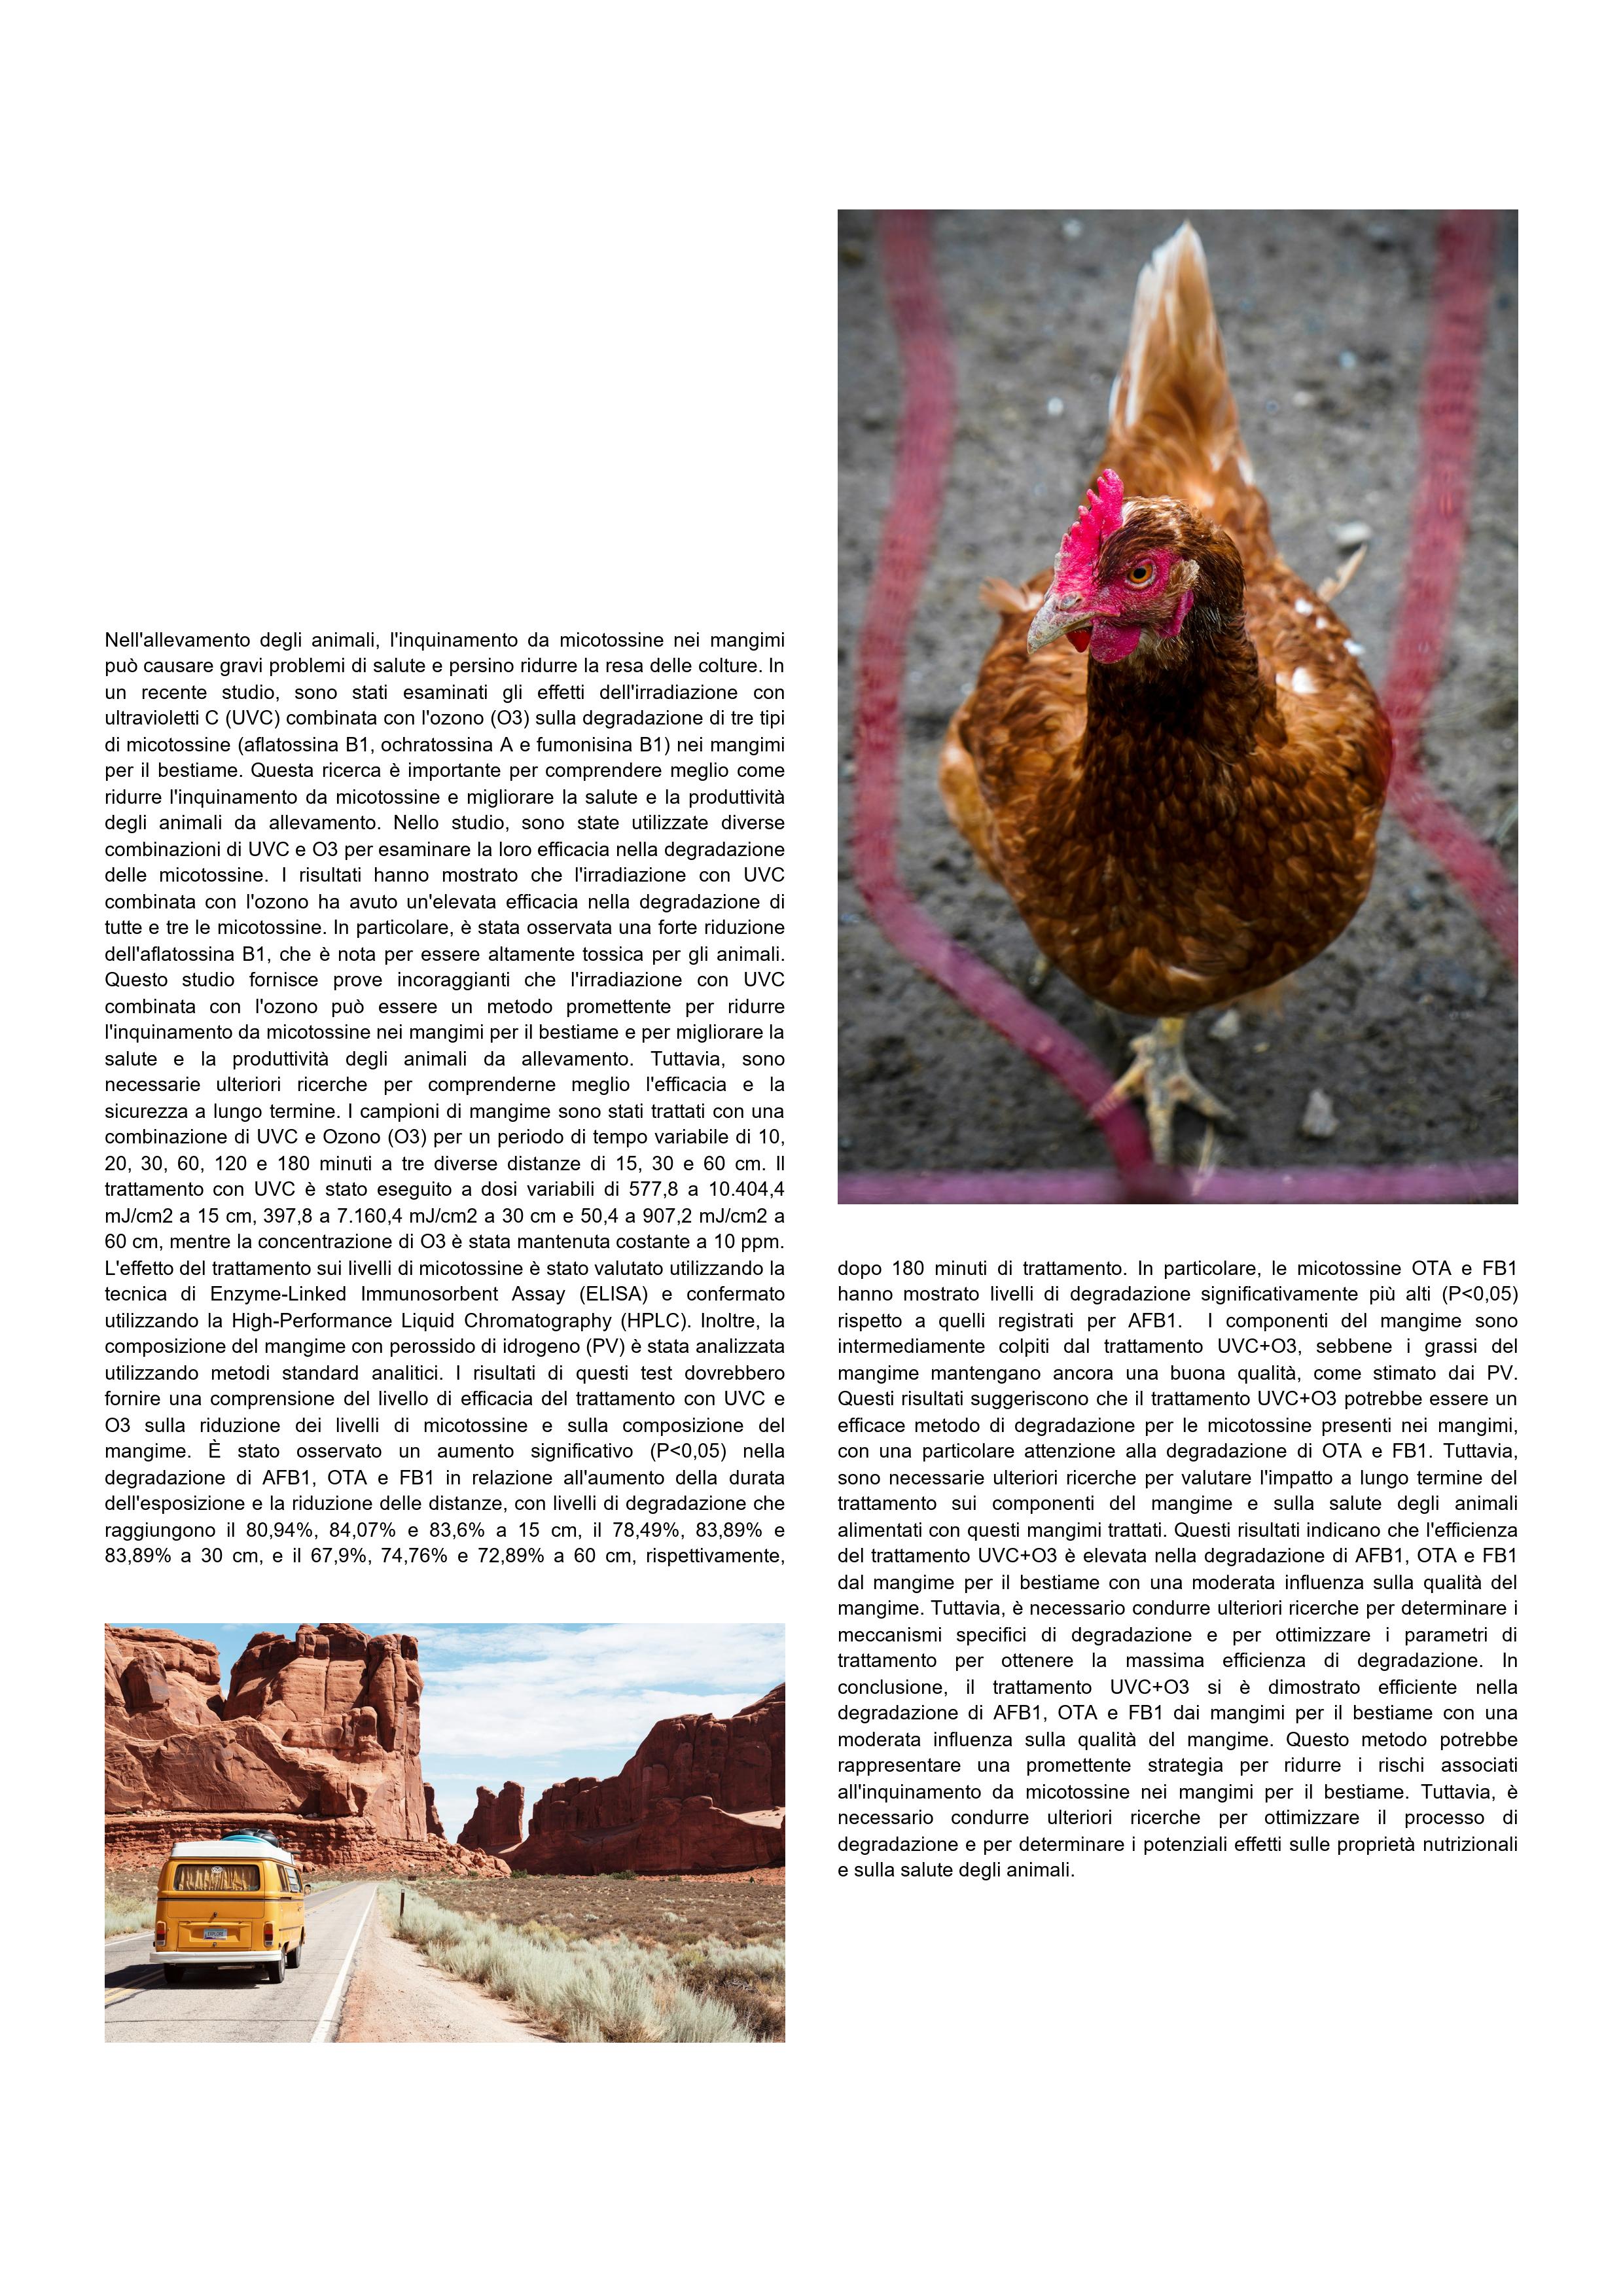 Nell'allevamento degli animali, l'inquinamento da micotossine nei mangimi
può causare gravi problemi di salute e persino ridurre la resa delle colture. In
un recente studio, sono stati esaminati gli effetti dell'irradiazione con
ultravioletti C (UVC) combinata con l'ozono (O3) sulla degradazione di tre tipi
di micotossine (aflatossina B1, ochratossina A e fumonisina B1) nei mangimi
per il bestiame. Questa ricerca è importante per comprendere meglio come
ridurre l'inquinamento da micotossine e migliorare la salute e la produttività
degli animali da allevamento. Nello studio, sono state utilizzate diverse
combinazioni di UVC e O3 per esaminare la loro efficacia nella degradazione
delle micotossine. I risultati hanno mostrato che l'irradiazione con UVC
combinata con l'ozono ha avuto un'elevata efficacia nella degradazione di
tutte e tre le micotossine. In particolare, è stata osservata una forte riduzione
dell'aflatossina B1, che è nota per essere altamente tossica per gli animali.
Questo studio fornisce prove incoraggianti che l'irradiazione con UVC
combinata con l'ozono può essere un metodo promettente per ridurre
l'inquinamento da micotossine nei mangimi per il bestiame e per migliorare la
salute e la produttività degli animali da allevamento. Tuttavia, sono
necessarie ulteriori ricerche per comprenderne meglio l'efficacia e la
sicurezza a lungo termine. I campioni di mangime sono stati trattati con una
combinazione di UVC e Ozono (O3) per un periodo di tempo variabile di 10,
20, 30, 60, 120 e 180 minuti a tre diverse distanze di 15, 30 e 60 cm. Il
trattamento con UVC è stato eseguito a dosi variabili di 577,8 a 10.404,4
mJ/cm2 a 15 cm, 397,8 a 7.160,4 mJ/cm2 a 30 cm e 50,4 a 907,2 mJ/cm2 a
60 cm, mentre la concentrazione di O3 è stata mantenuta costante a 10 ppm.
L'effetto del trattamento sui livelli di micotossine è stato valutato utilizzando la
tecnica di Enzyme-Linked Immunosorbent Assay (ELISA) e confermato
utilizzando la High-Performance Liquid Chromatography (HPLC). Inoltre, la
composizione del mangime con perossido di idrogeno (PV) è stata analizzata
utilizzando metodi standard analitici. I risultati di questi test dovrebbero
fornire una comprensione del livello di efficacia del trattamento con UVC e
O3 sulla riduzione dei livelli di micotossine e sulla composizione del
mangime. È stato osservato un aumento significativo (P<0,05) nella
degradazione di AFB1, OTA e FB1 in relazione all'aumento della durata
dell'esposizione e la riduzione delle distanze, con livelli di degradazione che
raggiungono il 80,94%, 84,07% e 83,6% a 15 cm, il 78,49%, 83,89% e
83,89% a 30 cm, e il 67,9%, 74,76% e 72,89% a 60 cm, rispettivamente,
dopo 180 minuti di trattamento. In particolare, le micotossine OTA e FB1
hanno mostrato livelli di degradazione significativamente più alti (P<0,05)
rispetto a quelli registrati per AFB1. I componenti del mangime sono
intermediamente colpiti dal trattamento UVC+O3, sebbene i grassi del
mangime mantengano ancora una buona qualità, come stimato dai PV.
Questi risultati suggeriscono che il trattamento UVC+O3 potrebbe essere un
efficace metodo di degradazione per le micotossine presenti nei mangimi,
con una particolare attenzione alla degradazione di OTA e FB1. Tuttavia,
sono necessarie ulteriori ricerche per valutare l'impatto a lungo termine del
trattamento sui componenti del mangime e sulla salute degli animali
alimentati con questi mangimi trattati. Questi risultati indicano che l'efficienza
del trattamento UVC+O3 è elevata nella degradazione di AFB1, OTA e FB1
dal mangime per il bestiame con una moderata influenza sulla qualità del
mangime. Tuttavia, è necessario condurre ulteriori ricerche per determinare i
meccanismi specifici di degradazione e per ottimizzare i parametri di
trattamento per ottenere la massima efficienza di degradazione. In
conclusione, il trattamento UVC+O3 si è dimostrato efficiente nella
degradazione di AFB1, OTA e FB1 dai mangimi per il bestiame con una
moderata influenza sulla qualità del mangime. Questo metodo potrebbe
rappresentare una promettente strategia per ridurre i rischi associati
all'inquinamento da micotossine nei mangimi per il bestiame. Tuttavia, è
necessario condurre ulteriori ricerche per ottimizzare il processo di
degradazione e per determinare i potenziali effetti sulle proprietà nutrizionali
e sulla salute degli animali.